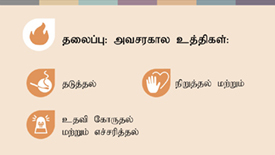 தலைப்பு: அவசரகால உத்திகள்:
தடுத்தல்
நிறுத்தல் மற்றும்
உதவி கோருதல்
மற்றும் எச்சரித்தல்